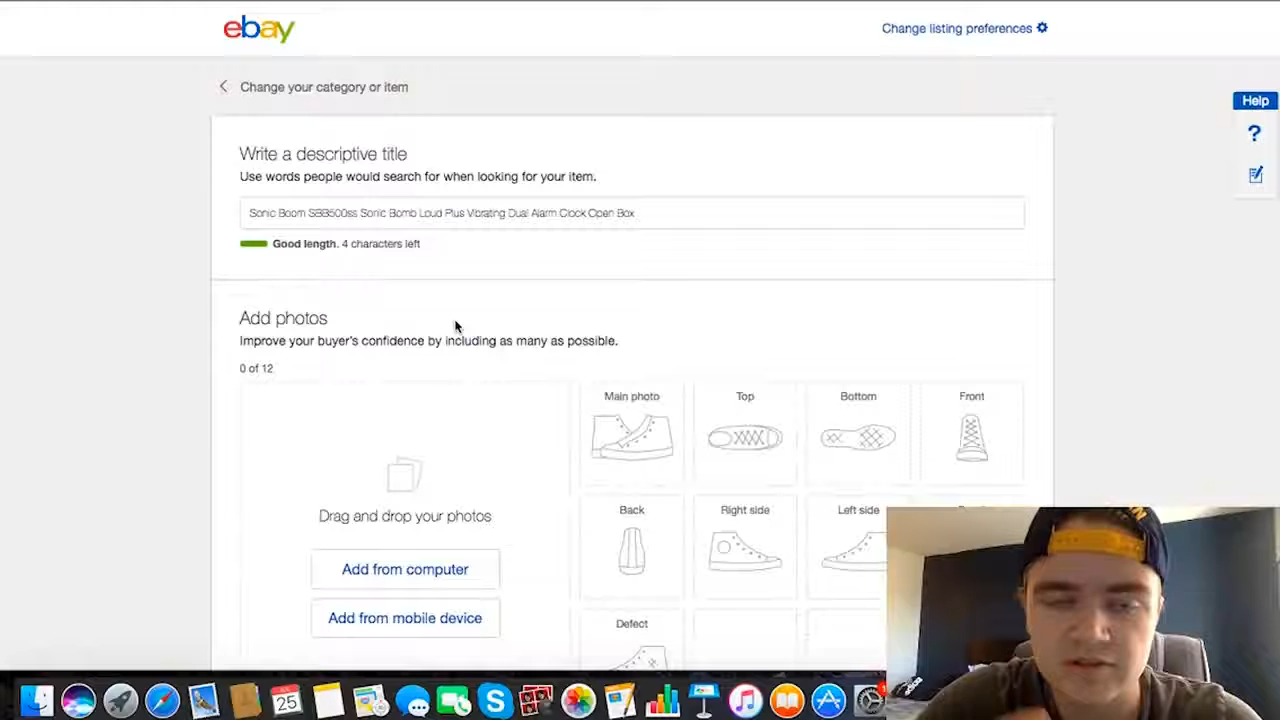 ebay
Change listing preferences
Change your category or item
Help
?
Write a descriptive title
Use words people would search for when looking for your item.
Sonic Boom SBB500ss Sonic Bomb Loud Plus Vibrating Dual Alarm Clock Open Box
Good length. 4 characters left
Add photos
Improve your buyer's confidence by including as many as possible.
0 of 12
Main photo
Top
Bottom
Front
Drag and drop your photos
Back
Right side
Left side
Add from computer
Add from mobile device
Defect
25